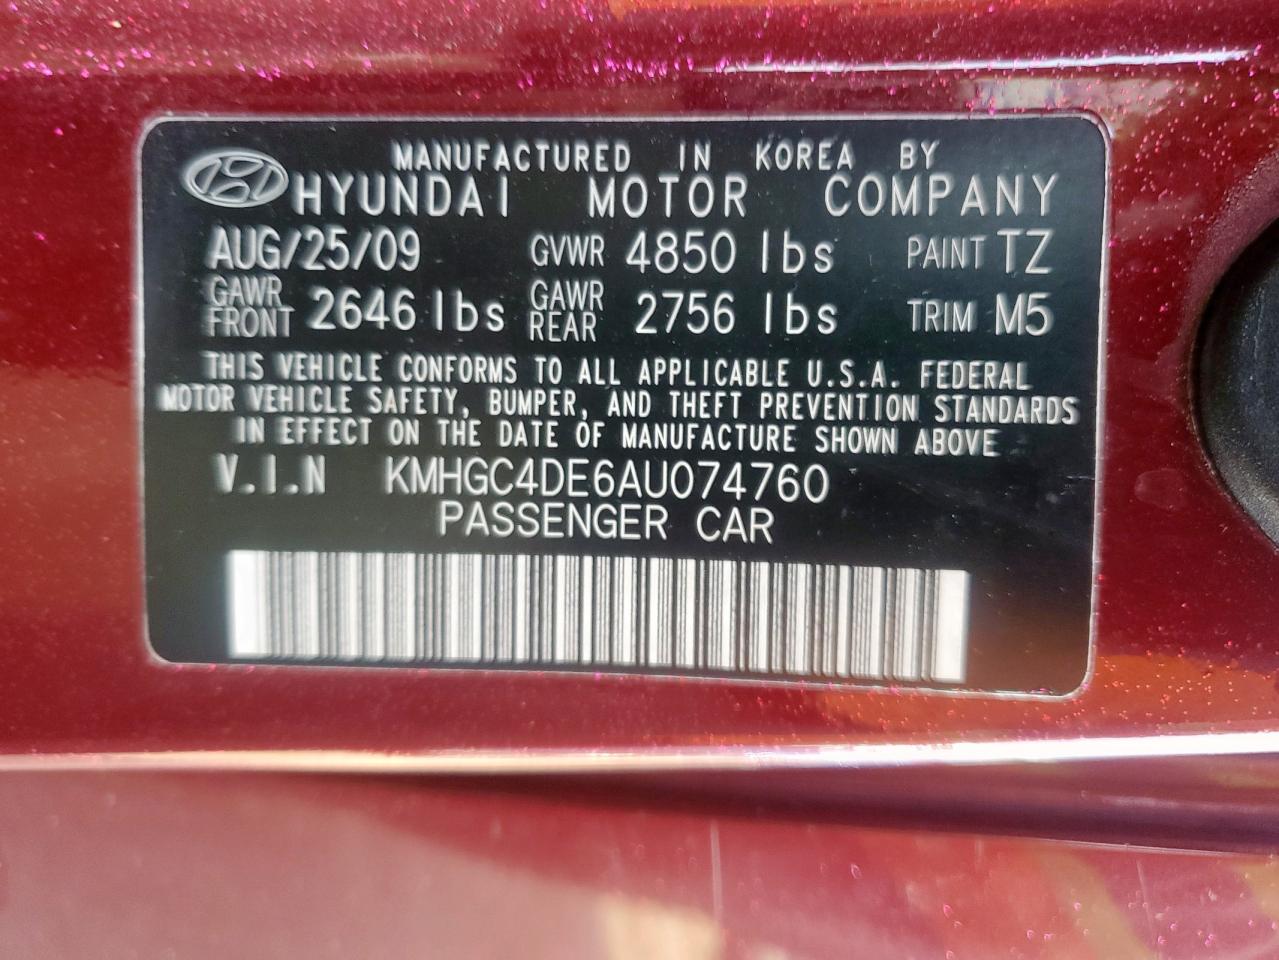 MANUFACTURED IN KOREA BY
HYUNDAI MOTOR COMPANY
AUG/25/09 GVWR 4850 lbs PAINT TZ
GAWR FRONT 2646 lbs GAWR REAR 2756 lbs TRIM M5
THIS VEHICLE CONFORMS TO ALL APPLICABLE U.S.A. FEDERAL
MOTOR VEHICLE SAFETY, BUMPER, AND THEFT PREVENTION STANDARDS
IN EFFECT ON THE DATE OF MANUFACTURE SHOWN ABOVE
V.I.N KMHGC4DE6AU074760
PASSENGER CAR